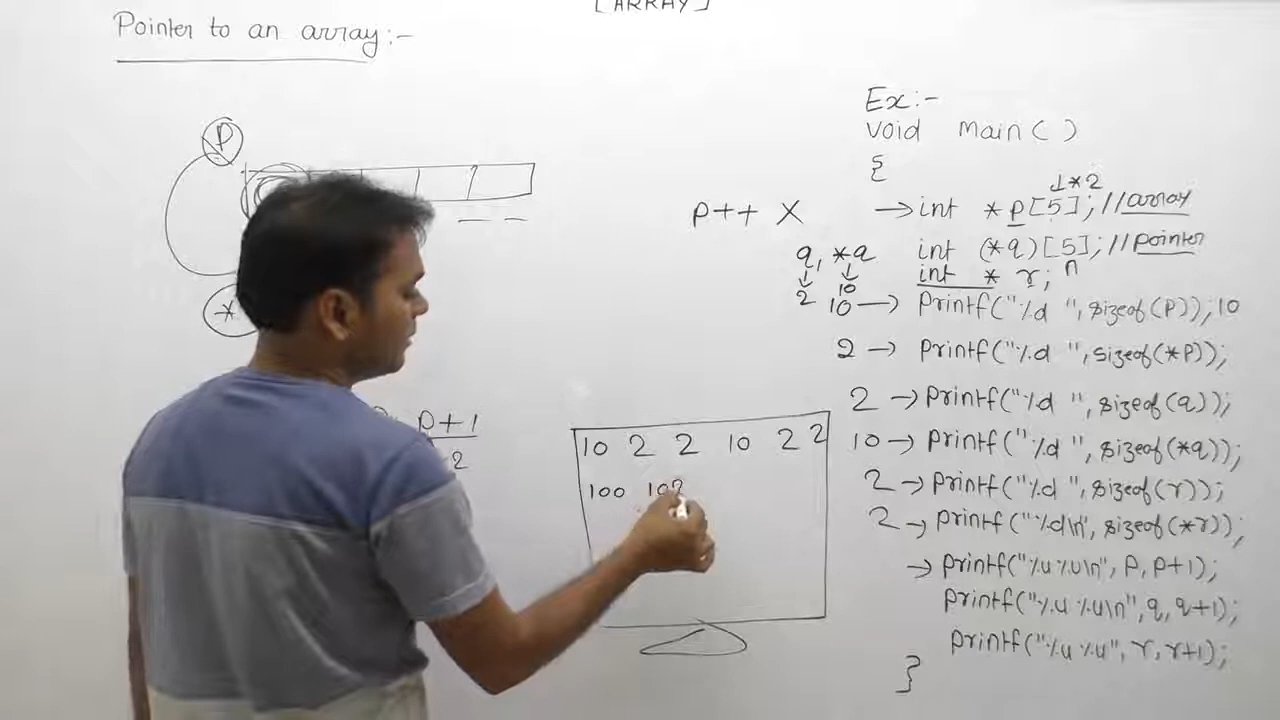 [ARRAY]
Pointer to an array:-
P
*
P+1
2
10 2 2 10 2 2
100 102
P++ X
q, *q
↓ ↓
2 10
Ex:-
void main( )
{
↓*2
→ int *p[5]; //array
int (*q)[5]; //pointer
int * r; n
10 → Printf("%d ", sizeof(P)); 10
2 → Printf("%d ", sizeof(*P));
2 → Printf("%d ", sizeof(q));
10 → Printf("%d ", sizeof(*q));
2 → Printf("%d ", sizeof(r));
2 → Printf("%d\n", sizeof(*r));
→ Printf("%u %u\n", P, P+1);
Printf("%u %u\n", q, q+1);
Printf("%u %u", r, r+1);
}